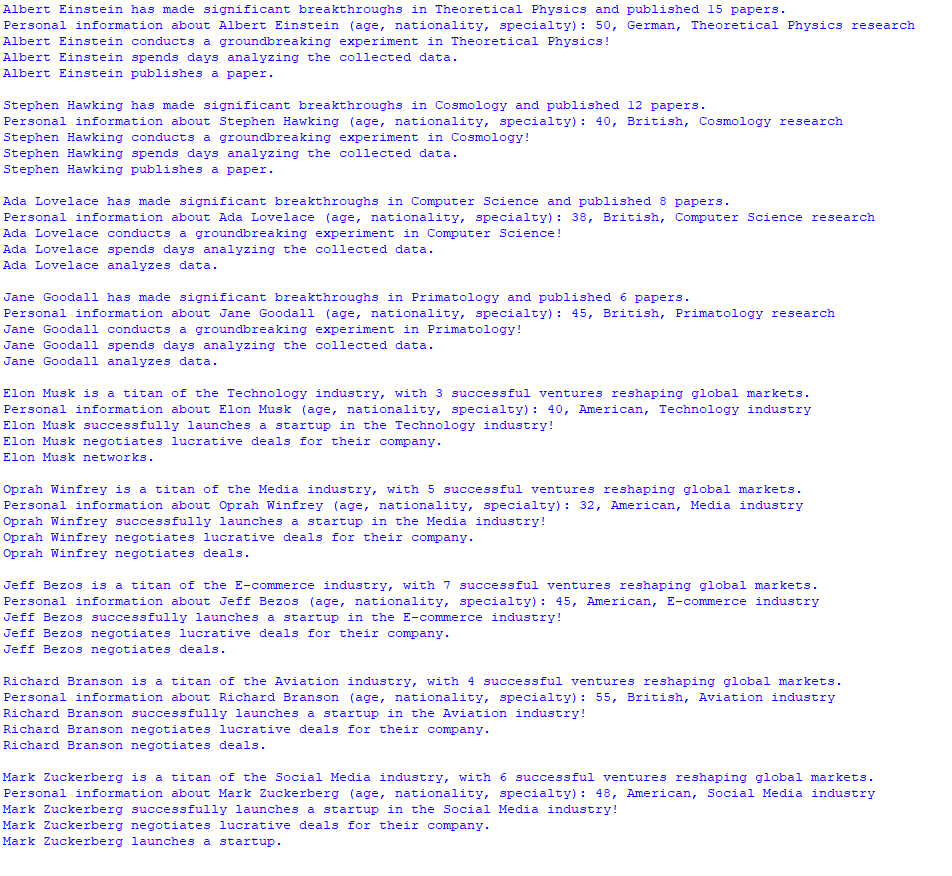 Albert Einstein has made significant breakthroughs in Theoretical Physics and published 15 papers.
Personal information about Albert Einstein (age, nationality, specialty): 50, German, Theoretical Physics research
Albert Einstein conducts a groundbreaking experiment in Theoretical Physics!
Albert Einstein spends days analyzing the collected data.
Albert Einstein publishes a paper.

Stephen Hawking has made significant breakthroughs in Cosmology and published 12 papers.
Personal information about Stephen Hawking (age, nationality, specialty): 40, British, Cosmology research
Stephen Hawking conducts a groundbreaking experiment in Cosmology!
Stephen Hawking spends days analyzing the collected data.
Stephen Hawking publishes a paper.

Ada Lovelace has made significant breakthroughs in Computer Science and published 8 papers.
Personal information about Ada Lovelace (age, nationality, specialty): 38, British, Computer Science research
Ada Lovelace conducts a groundbreaking experiment in Computer Science!
Ada Lovelace spends days analyzing the collected data.
Ada Lovelace analyzes data.

Jane Goodall has made significant breakthroughs in Primatology and published 6 papers.
Personal information about Jane Goodall (age, nationality, specialty): 45, British, Primatology research
Jane Goodall conducts a groundbreaking experiment in Primatology!
Jane Goodall spends days analyzing the collected data.
Jane Goodall analyzes data.

Elon Musk is a titan of the Technology industry, with 3 successful ventures reshaping global markets.
Personal information about Elon Musk (age, nationality, specialty): 40, American, Technology industry
Elon Musk successfully launches a startup in the Technology industry!
Elon Musk negotiates lucrative deals for their company.
Elon Musk networks.

Oprah Winfrey is a titan of the Media industry, with 5 successful ventures reshaping global markets.
Personal information about Oprah Winfrey (age, nationality, specialty): 32, American, Media industry
Oprah Winfrey successfully launches a startup in the Media industry!
Oprah Winfrey negotiates lucrative deals for their company.
Oprah Winfrey negotiates deals.

Jeff Bezos is a titan of the E-commerce industry, with 7 successful ventures reshaping global markets.
Personal information about Jeff Bezos (age, nationality, specialty): 45, American, E-commerce industry
Jeff Bezos successfully launches a startup in the E-commerce industry!
Jeff Bezos negotiates lucrative deals for their company.
Jeff Bezos negotiates deals.

Richard Branson is a titan of the Aviation industry, with 4 successful ventures reshaping global markets.
Personal information about Richard Branson (age, nationality, specialty): 55, British, Aviation industry
Richard Branson successfully launches a startup in the Aviation industry!
Richard Branson negotiates lucrative deals for their company.
Richard Branson negotiates deals.

Mark Zuckerberg is a titan of the Social Media industry, with 6 successful ventures reshaping global markets.
Personal information about Mark Zuckerberg (age, nationality, specialty): 48, American, Social Media industry
Mark Zuckerberg successfully launches a startup in the Social Media industry!
Mark Zuckerberg negotiates lucrative deals for their company.
Mark Zuckerberg launches a startup.